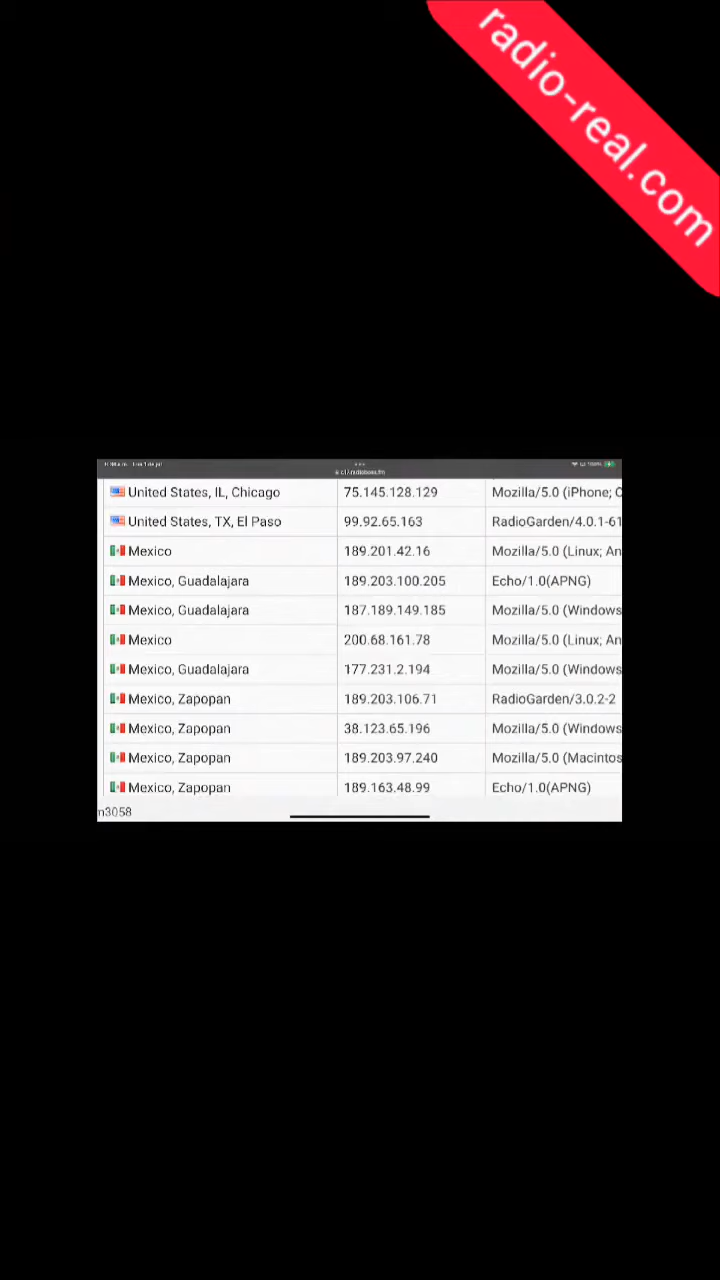 radio-real.com
United States, IL, Chicago 75.145.128.129 Mozilla/5.0 (iPhone; C
United States, TX, El Paso 99.92.65.163 RadioGarden/4.0.1-61
Mexico 189.201.42.16 Mozilla/5.0 (Linux; An
Mexico, Guadalajara 189.203.100.205 Echo/1.0(APNG)
Mexico, Guadalajara 187.189.149.185 Mozilla/5.0 (Windows
Mexico 200.68.161.78 Mozilla/5.0 (Linux; An
Mexico, Guadalajara 177.231.2.194 Mozilla/5.0 (Windows
Mexico, Zapopan 189.203.106.71 RadioGarden/3.0.2-2
Mexico, Zapopan 38.123.65.196 Mozilla/5.0 (Windows
Mexico, Zapopan 189.203.97.240 Mozilla/5.0 (Macintos
Mexico, Zapopan 189.163.48.99 Echo/1.0(APNG)
n3058